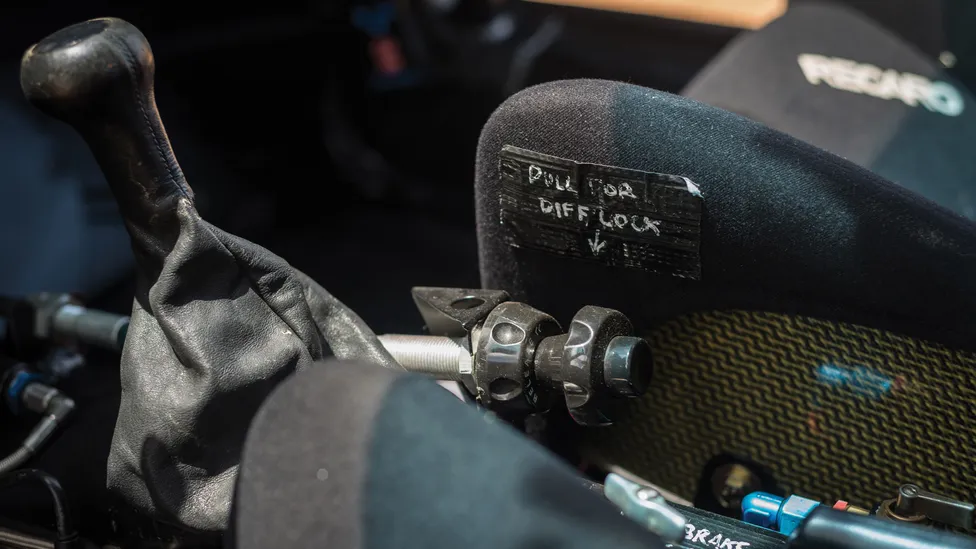 RECARO
PULL FOR
DIFF, LOCK
↓
BRAKE